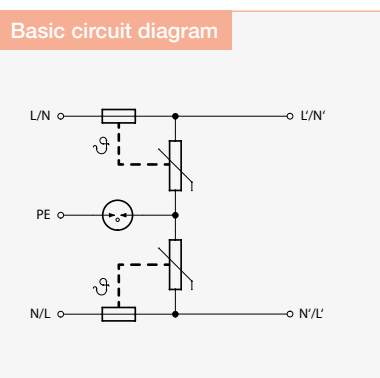 Basic circuit diagram
L/N L‘/N‘
ϑ
PE
ϑ
N/L N‘/L‘